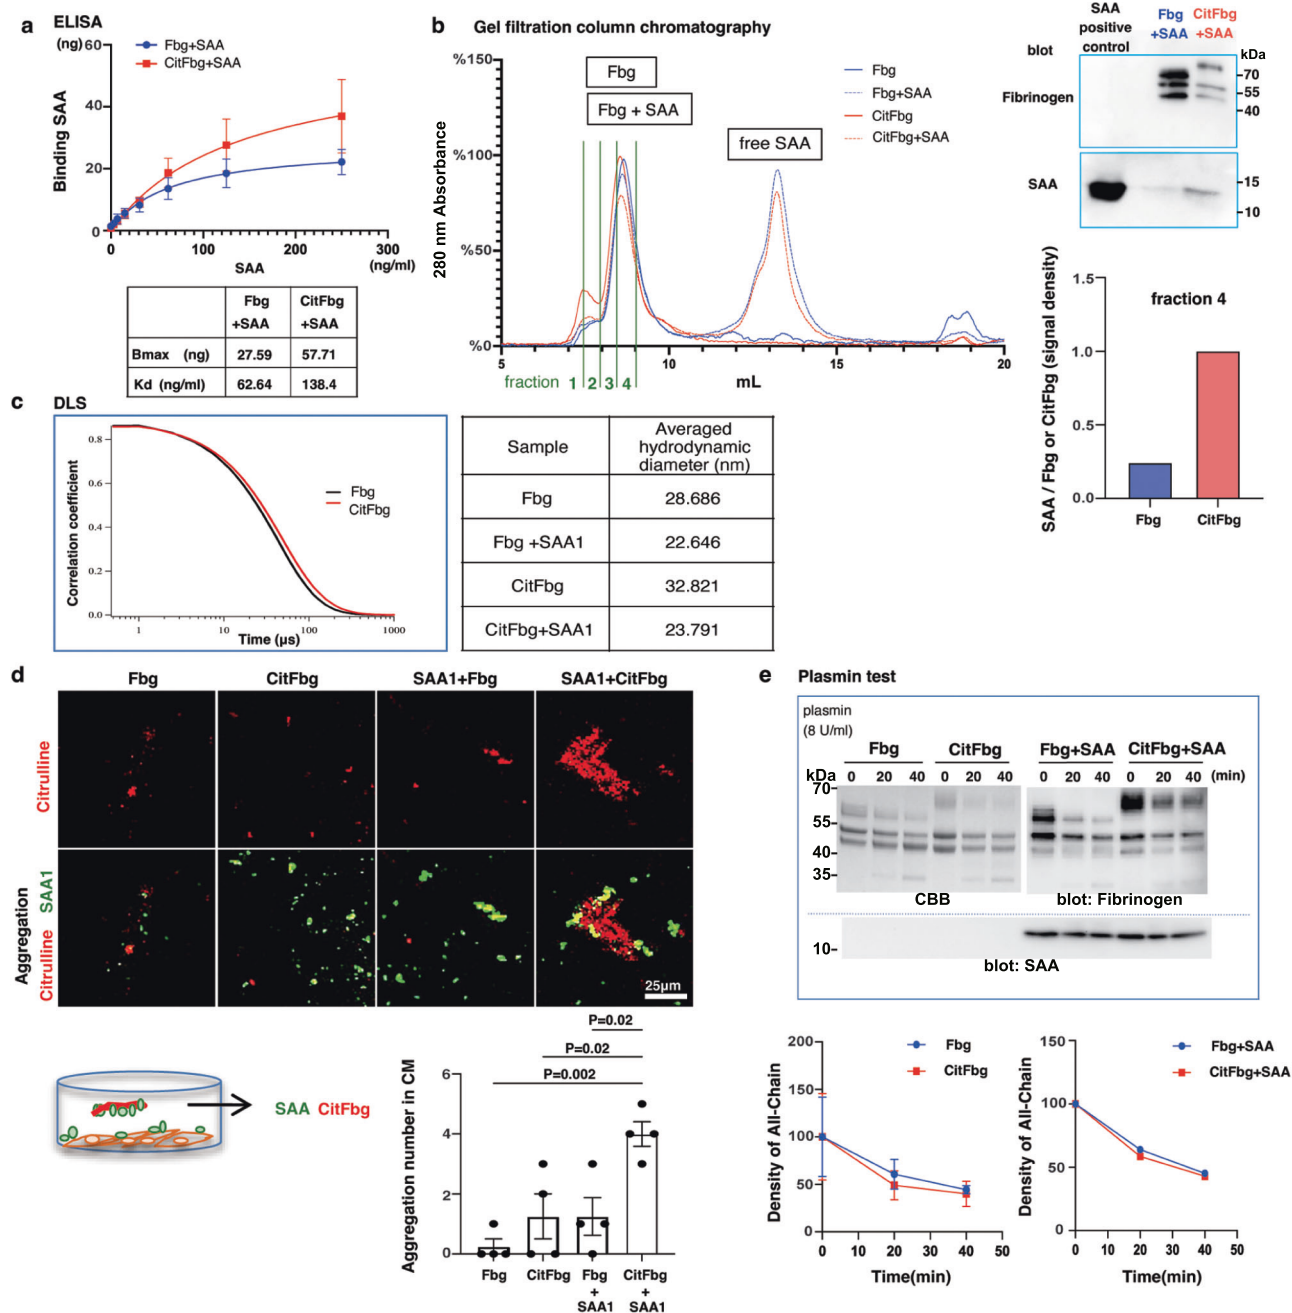 a ELISA
(ng)
60
40
20
0
Binding SAA
Fbg+SAA
CitFbg+SAA
0 100 200 300
SAA (ng/ml)
Fbg +SAA
CitFbg +SAA
Bmax (ng) 27.59 57.71
Kd (ng/ml) 62.64 138.4
b Gel filtration column chromatography
%150
%100
%50
%0
280 nm Absorbance
Fbg
Fbg + SAA
free SAA
Fbg
Fbg+SAA
CitFbg
CitFbg+SAA
5 10 15 20
fraction 1 2 3 4 mL
SAA positive control
Fbg +SAA
CitFbg +SAA
blot
kDa
Fibrinogen
70
55
40
SAA
15
10
SAA / Fbg or CitFbg (signal density)
fraction 4
1.5
1.0
0.5
0.0
Fbg CitFbg
c DLS
Correlation coefficient
0.8
0.6
0.4
0.2
0.0
Fbg
CitFbg
1 10 100 1000
Time (μs)
Sample
Averaged hydrodynamic diameter (nm)
Fbg 28.686
Fbg +SAA1 22.646
CitFbg 32.821
CitFbg+SAA1 23.791
d
Fbg CitFbg SAA1+Fbg SAA1+CitFbg
Citrulline
Aggregation
Citrulline SAA1
25μm
SAA CitFbg
Aggregation number in CM
P=0.02
P=0.02
P=0.002
6
4
2
0
Fbg
CitFbg
Fbg + SAA1
CitFbg + SAA1
e Plasmin test
plasmin
(8 U/ml)
Fbg CitFbg Fbg+SAA CitFbg+SAA
kDa 0 20 40 0 20 40 0 20 40 0 20 40 (min)
70-
55-
40-
35-
CBB
blot: Fibrinogen
10-
blot: SAA
Density of All-Chain
200
150
100
50
0
Fbg
CitFbg
0 10 20 30 40 50
Time(min)
Density of All-Chain
150
100
50
0
Fbg+SAA
CitFbg+SAA
0 10 20 30 40 50
Time(min)